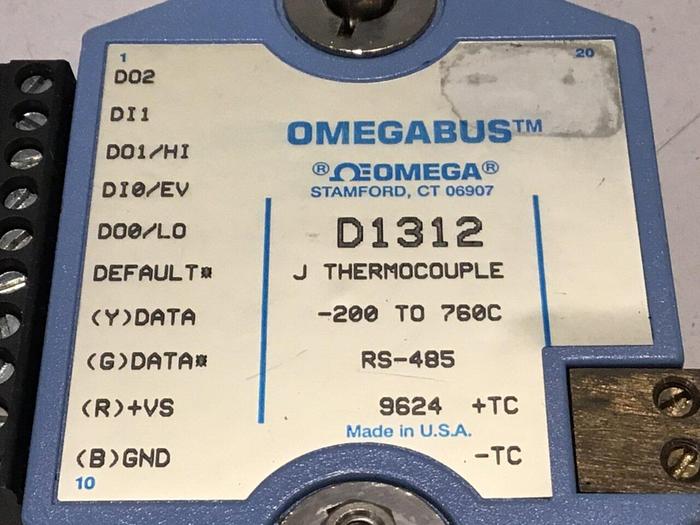 1
DO2
DI1
DO1/HI
DI0/EV
DO0/LO
DEFAULT*
(Y)DATA
(G)DATA*
(R)+VS
(B)GND
10
20
OMEGABUS™
®ΩEOMEGA®
STAMFORD, CT 06907
D1312
J THERMOCOUPLE
-200 TO 760C
RS-485
9624 +TC
Made in U.S.A.
-TC